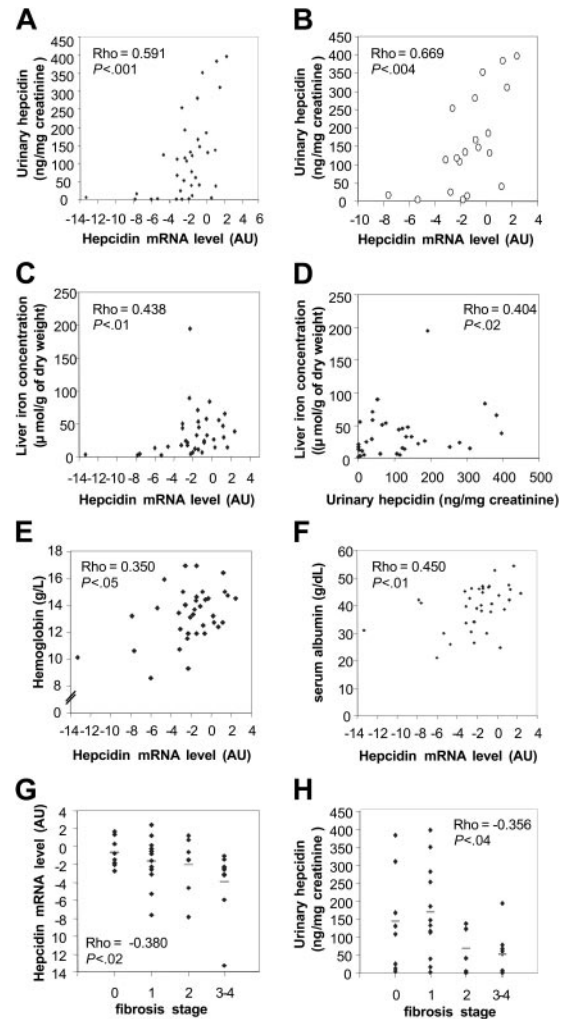 A
Rho = 0.591
P<.001
Urinary hepcidin
(ng/mg creatinine)
450
400
350
300
250
200
150
100
50
0
-14 -12 -10 -8 -6 -4 -2 0 2 4 6
Hepcidin mRNA level (AU)
B
Rho = 0.669
P<.004
Urinary hepcidin
(ng/mg creatinine)
450
400
350
300
250
200
150
100
50
0
-10 -8 -6 -4 -2 0 2 4
Hepcidin mRNA level (AU)
C
Rho = 0.438
P<.01
Liver iron concentration
(µ mol/g of dry weight)
250
200
150
100
50
0
-14 -12 -10 -8 -6 -4 -2 0 2 4
Hepcidin mRNA level (AU)
D
Rho = 0.404
P<.02
Liver iron concentration
((µ mol/g of dry weight)
250
200
150
100
50
0
0 100 200 300 400 500
Urinary hepcidin (ng/mg creatinine)
E
Rho = 0.350
P<.05
Hemoglobin (g/L)
18
16
14
12
10
8
0
-14 -12 -10 -8 -6 -4 -2 0 2 4
Hepcidin mRNA level (AU)
F
Rho = 0.450
P<.01
serum albumin (g/dL)
60
50
40
30
20
10
0
-14 -12 -10 -8 -6 -4 -2 0 2 4
Hepcidin mRNA level (AU)
G
Rho = -0.380
P<.02
Hepcidin mRNA level (AU)
4
2
0
-2
-4
-6
-8
10
12
14
0 1 2 3-4
fibrosis stage
H
Rho = -0.356
P<.04
Urinary hepcidin
(ng/mg creatinine )
450
400
350
300
250
200
150
100
50
0
0 1 2 3-4
fibrosis stage